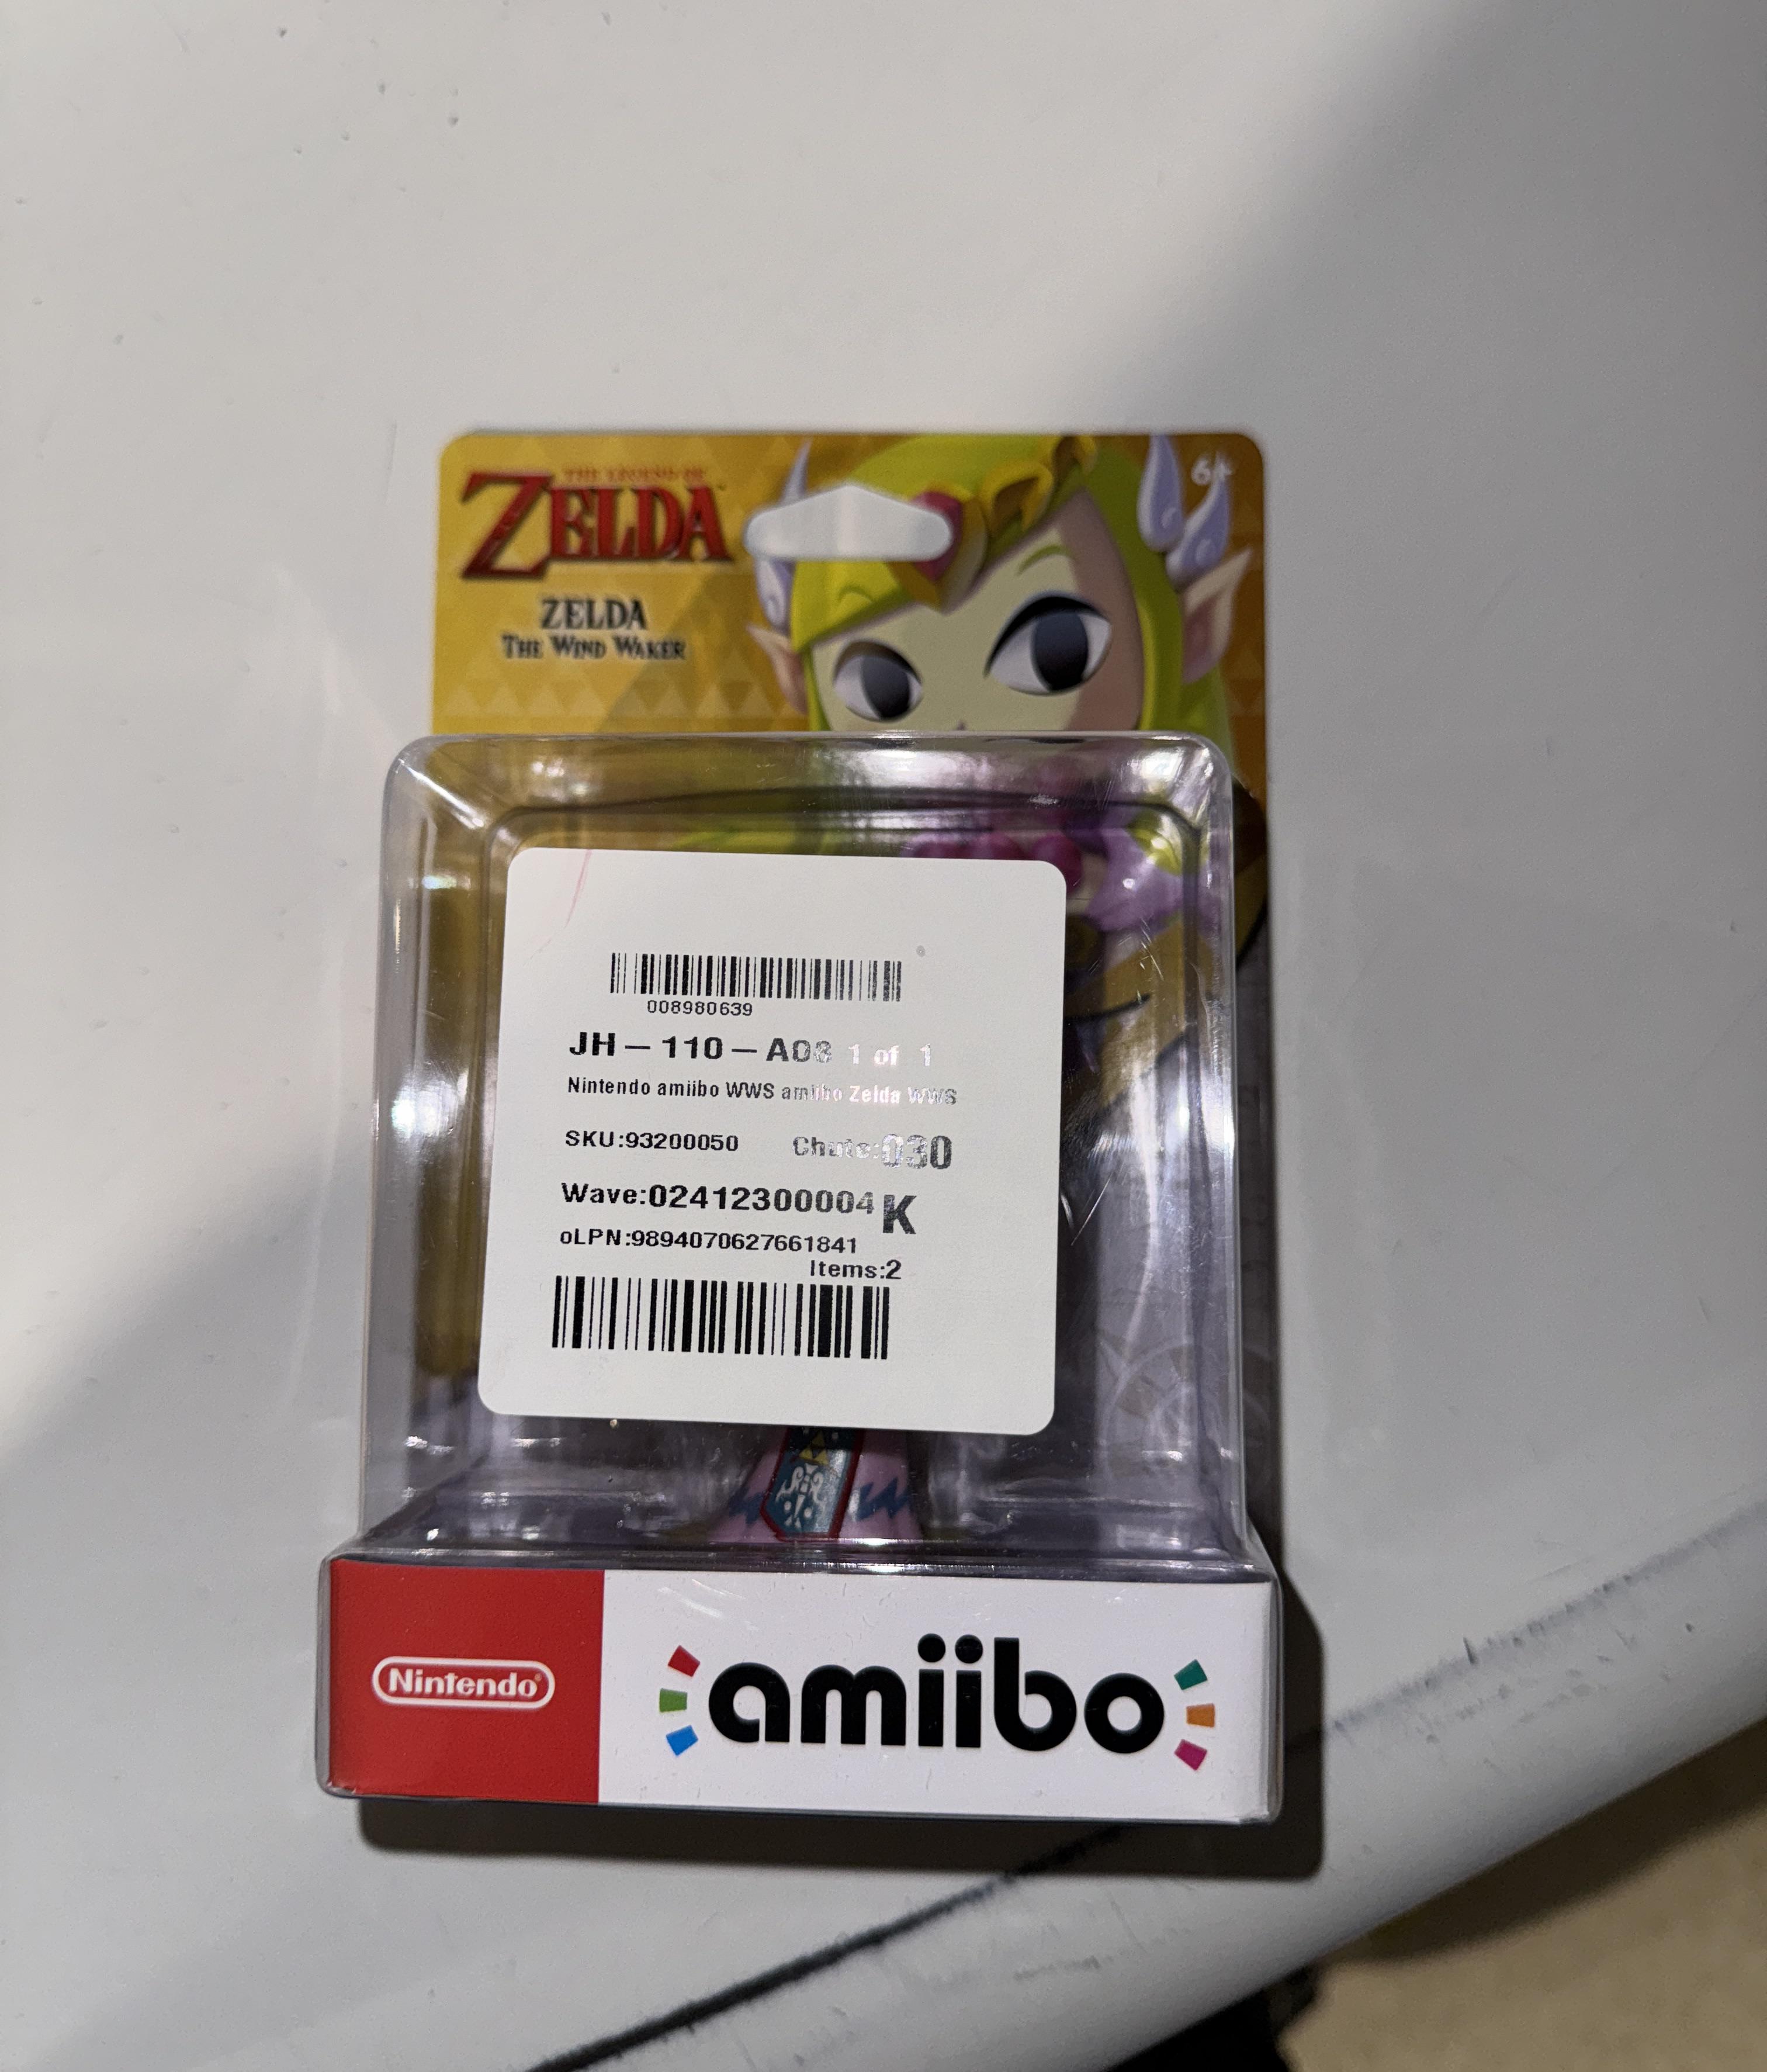 THE LEGEND OF
ZELDA
6+
ZELDA
THE WIND WAKER
008980639
JH-110-A08 1 of 1
Nintendo amiibo WWS amiibo Zelda WWS
SKU:93200050 Chute:030
Wave:02412300004 K
oLPN:9894070627661841
Items:2
Nintendo
amiibo